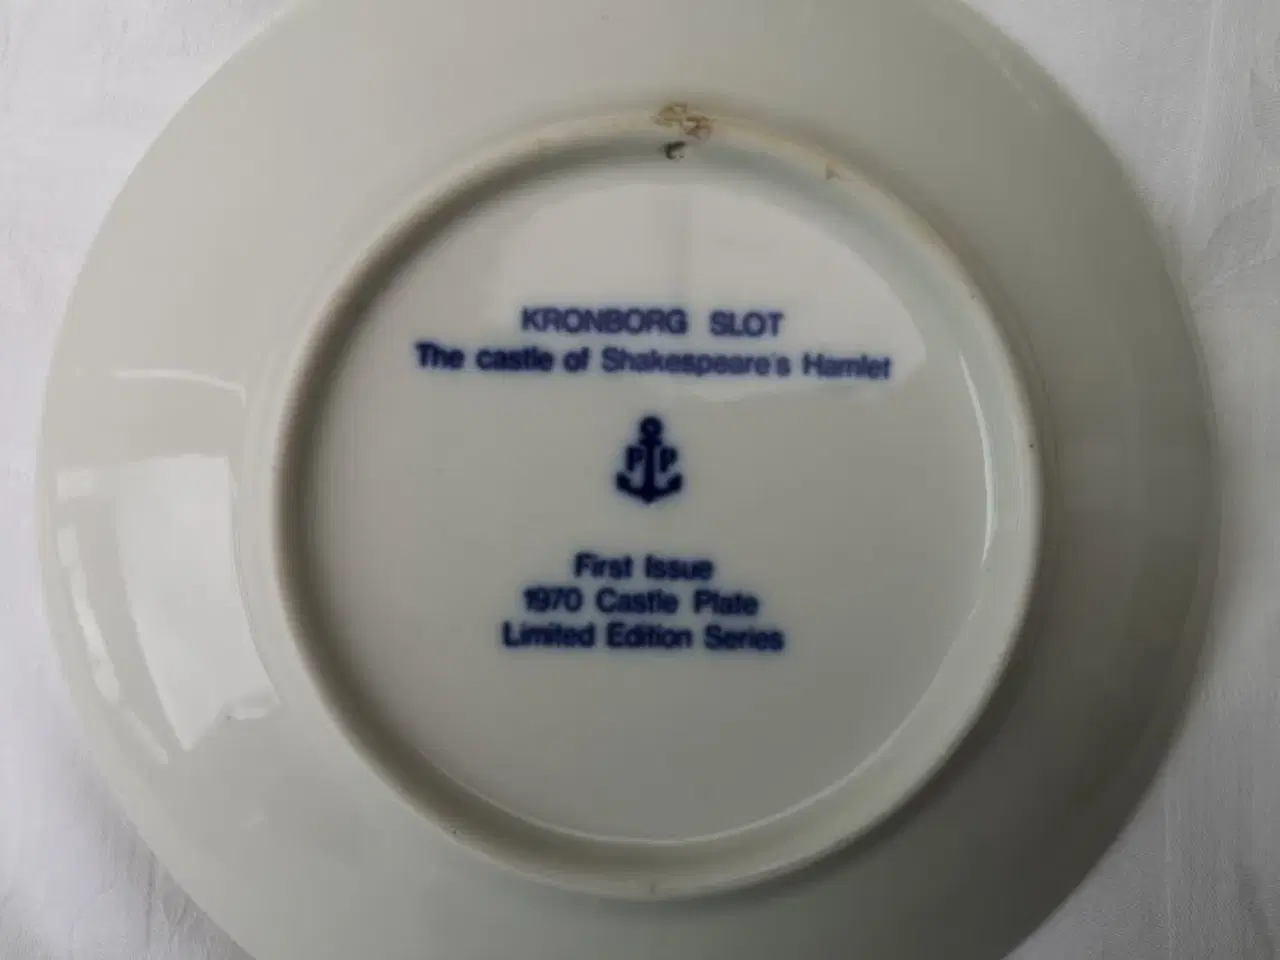 KRONBORG SLOT
The castle of Shakespeare's Hamlet
P P
First Issue
1970 Castle Plate
Limited Edition Series